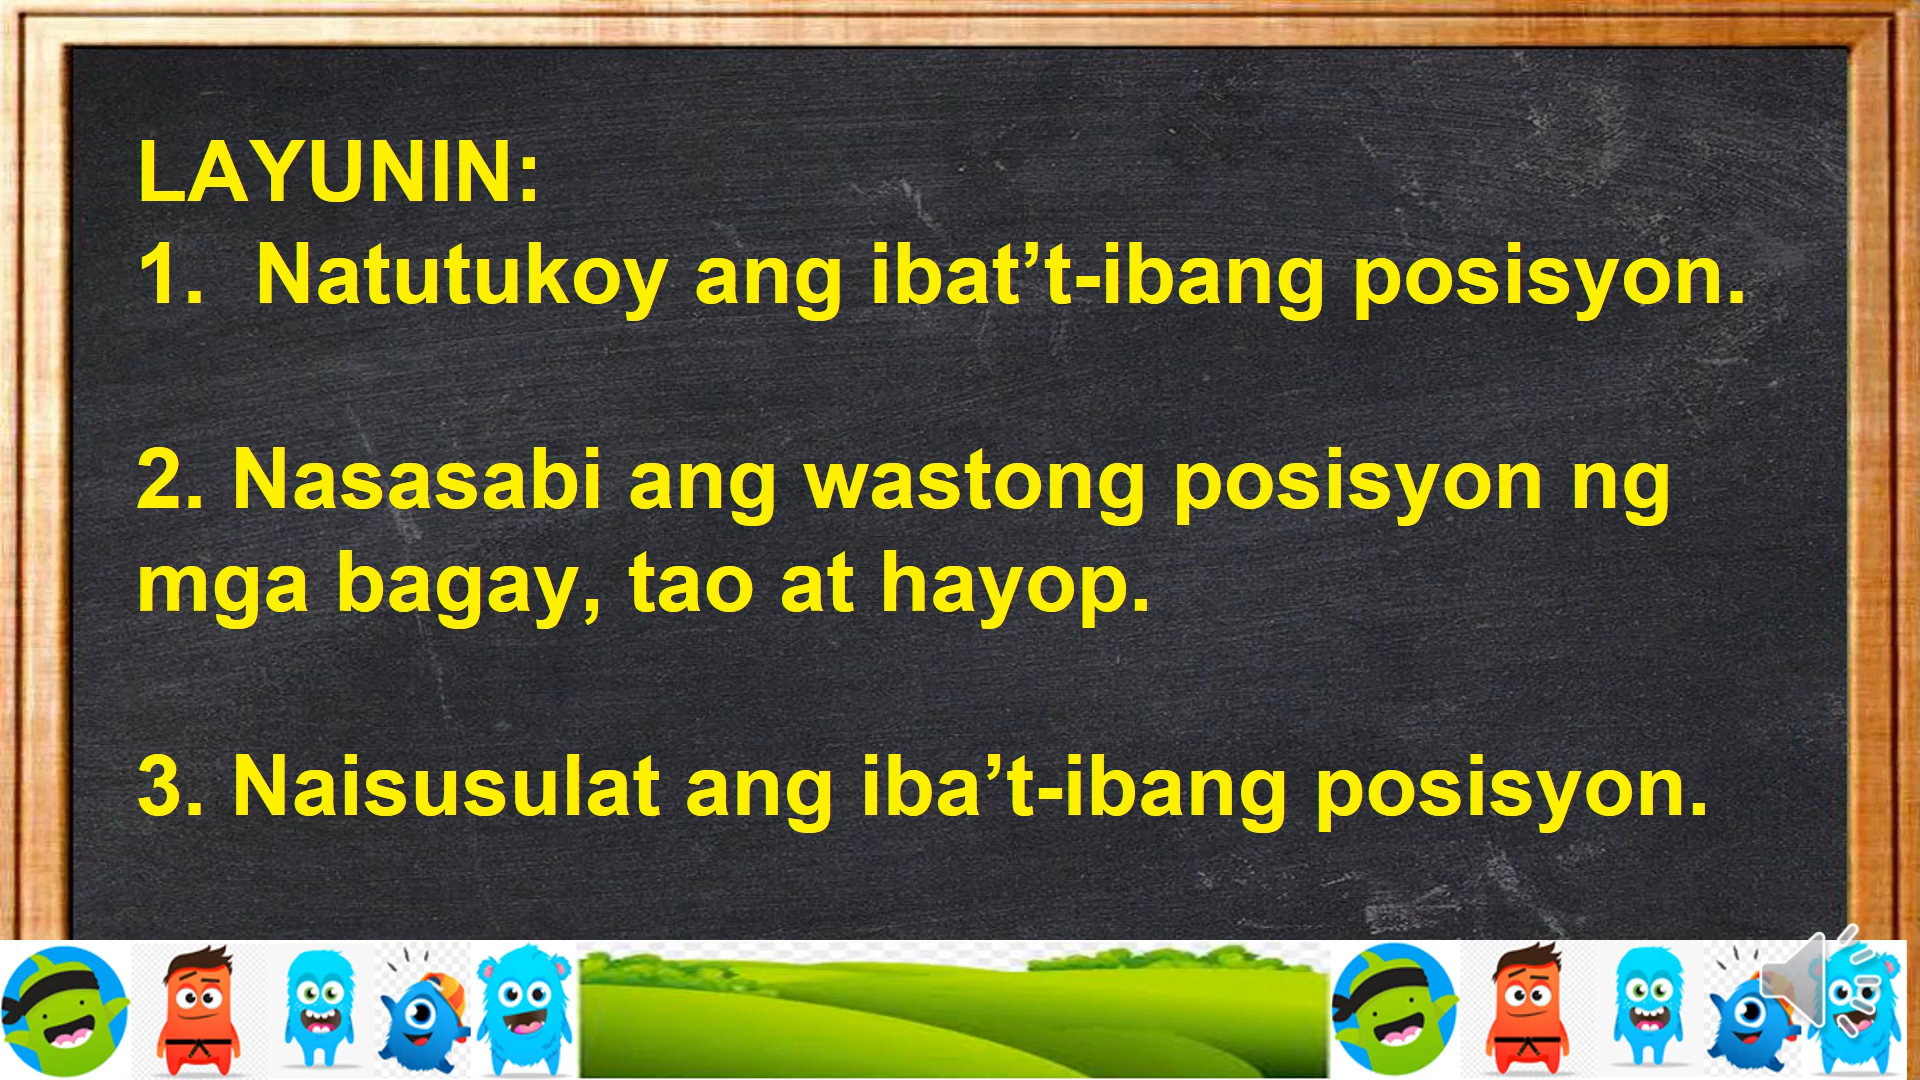 LAYUNIN:
1. Natutukoy ang ibat’t-ibang posisyon.
2. Nasasabi ang wastong posisyon ng
mga bagay, tao at hayop.
3. Naisusulat ang iba’t-ibang posisyon.